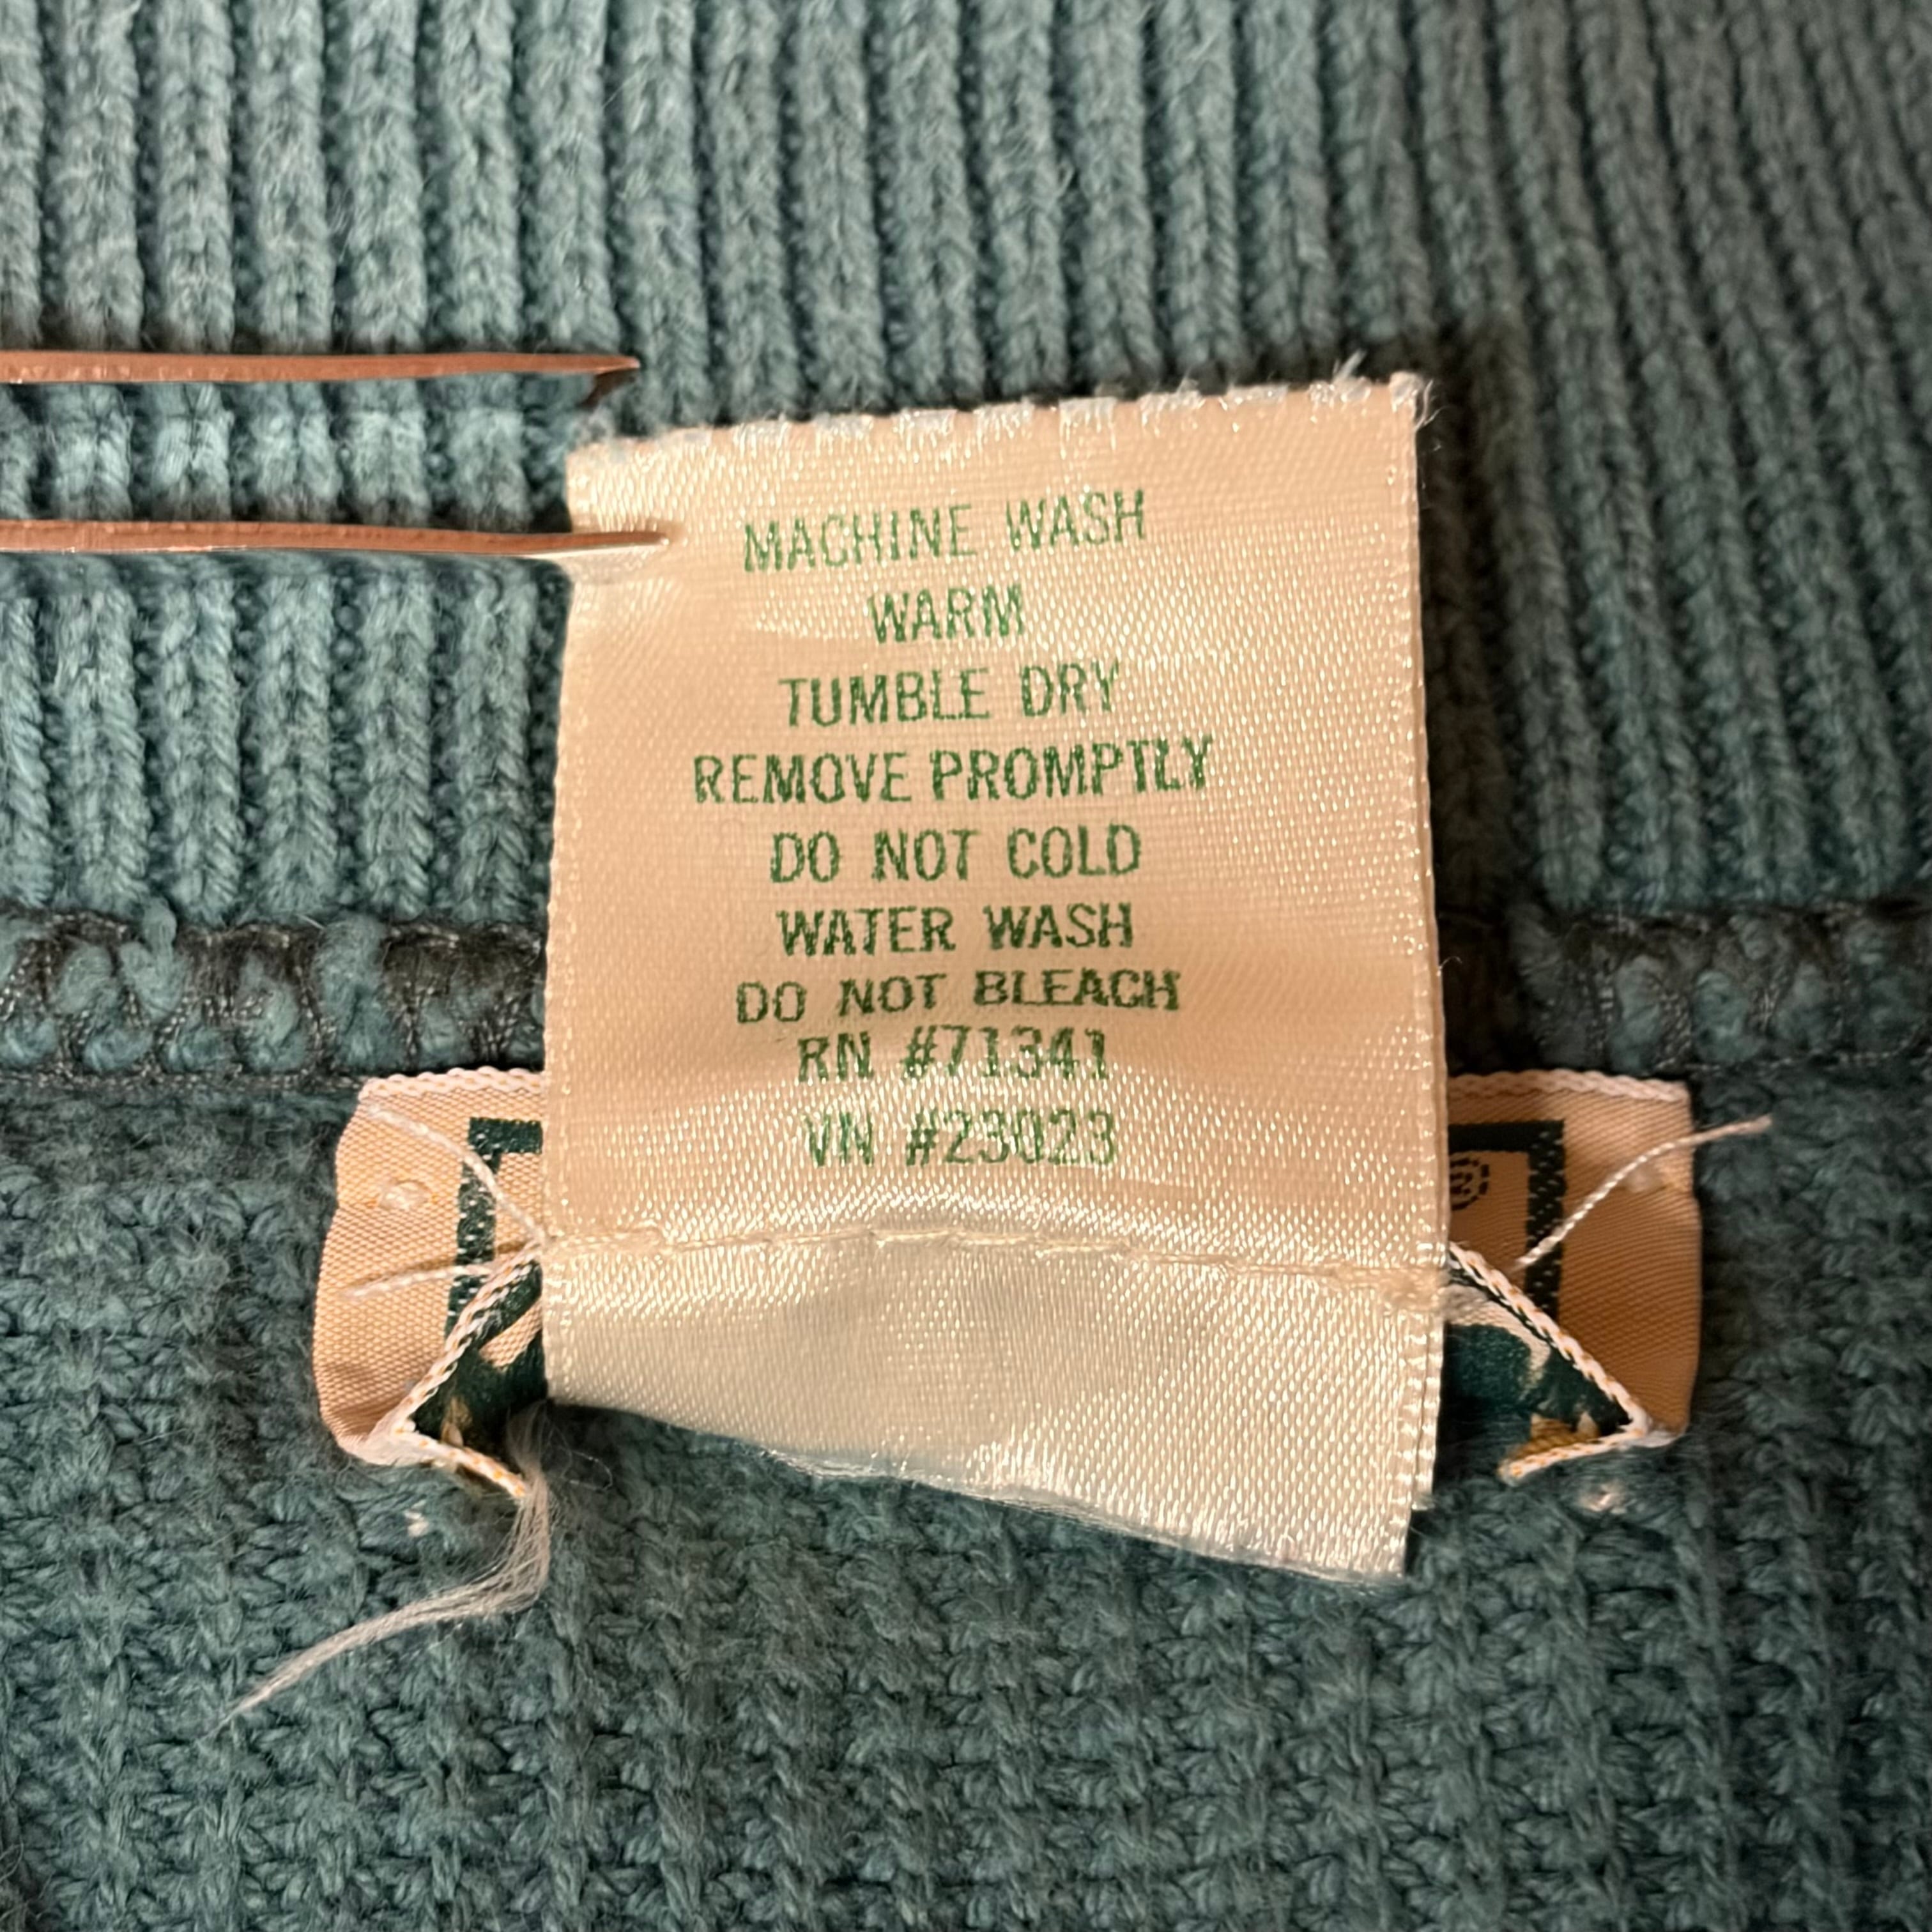 MACHINE WASH
WARM
TUMBLE DRY
REMOVE PROMPTLY
DO NOT COLD
WATER WASH
DO NOT BLEACH
RN #71341
VN #23023
®